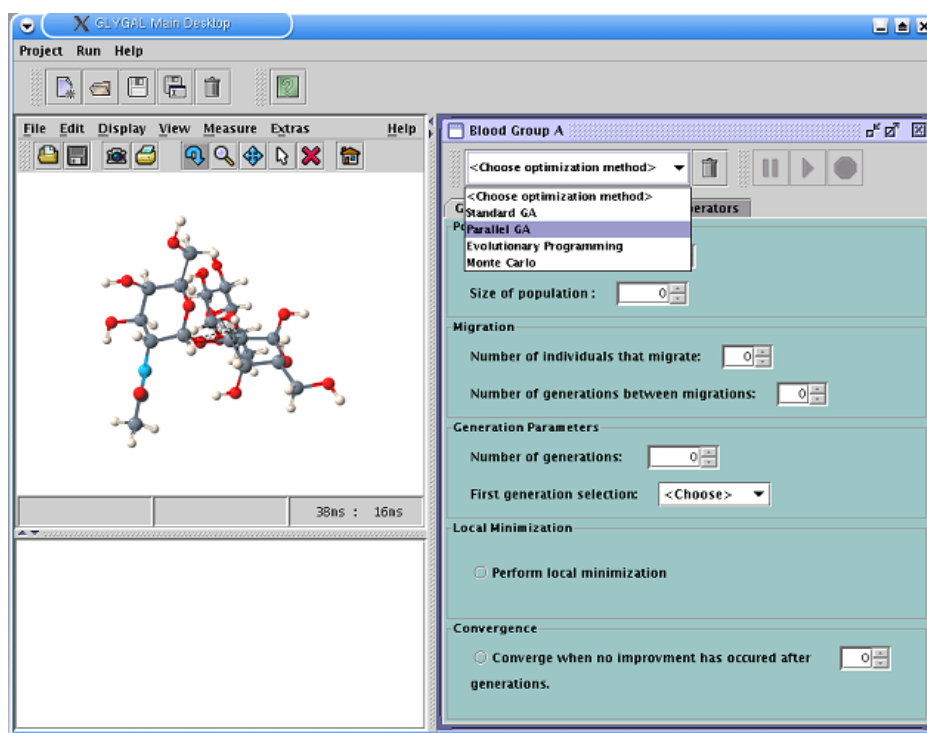 GLYGAL Main Desktop
Project Run Help
File Edit Display View Measure Extras Help
38ms : 16ms
Blood Group A
<Choose optimization method>
<Choose optimization method>
Standard GA
Parallel GA
Evolutionary Programming
Monte Carlo
Size of population : 0
Migration
Number of individuals that migrate: 0
Number of generations between migrations: 0
Generation Parameters
Number of generations: 0
First generation selection: <Choose>
Local Minimization
Perform local minimization
Convergence
Converge when no improvment has occured after 0
generations.